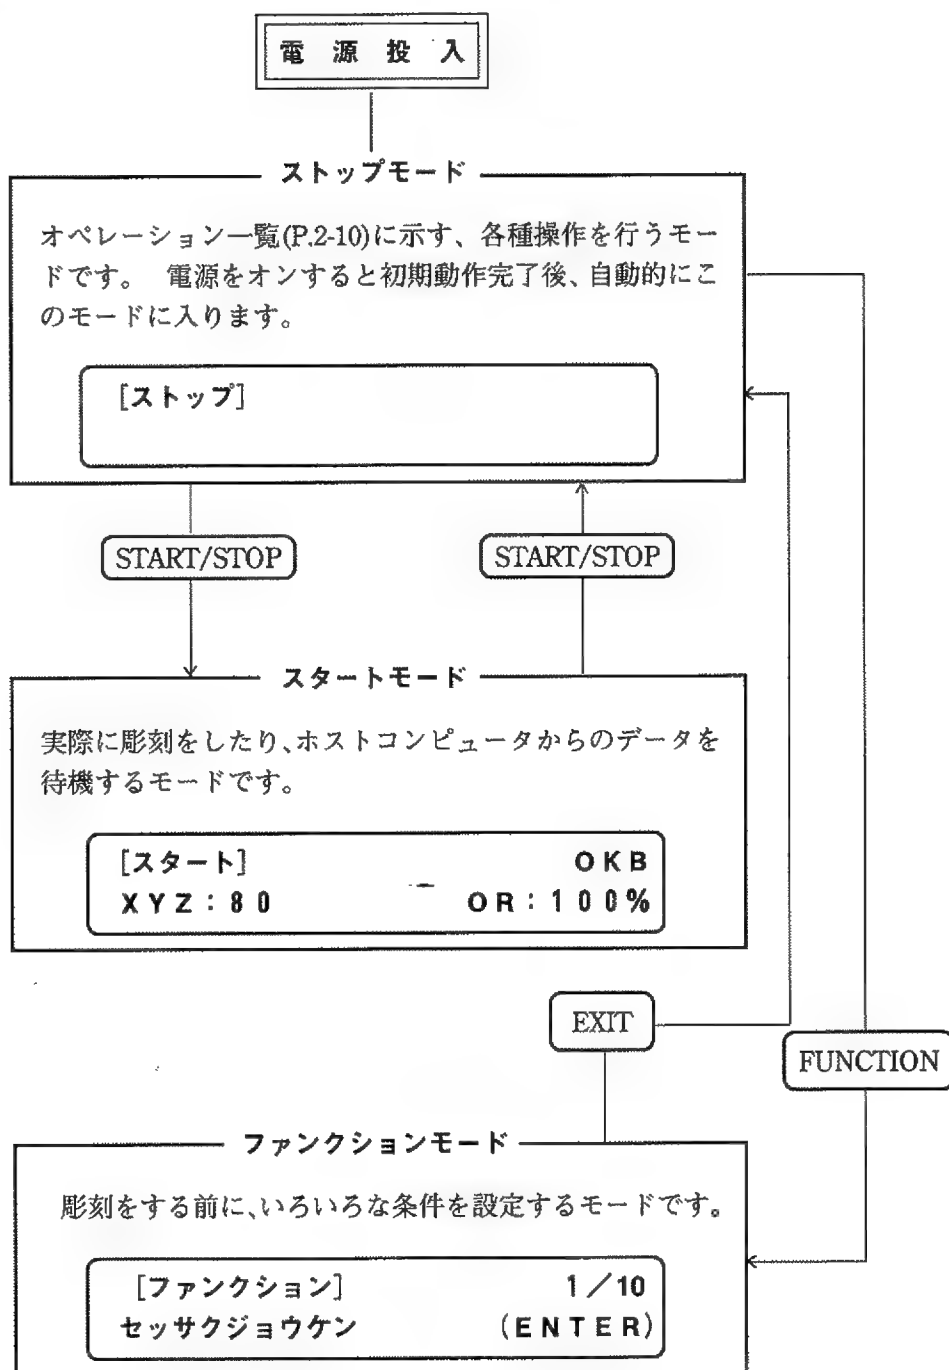 電源投入
ストップモード
オペレーション一覧(P.2-10)に示す、各種操作を行うモー
ドです。 電源をオンすると初期動作完了後、自動的にこ
のモードに入ります。
[ストップ]
START/STOP START/STOP
スタートモード
実際に彫刻をしたり、ホストコンピュータからのデータを
待機するモードです。
[スタート] OKB
XYZ:80 OR:100%
EXIT
FUNCTION
ファンクションモード
彫刻をする前に、いろいろな条件を設定するモードです。
[ファンクション] 1/10
セッサクジョウケン (ENTER)